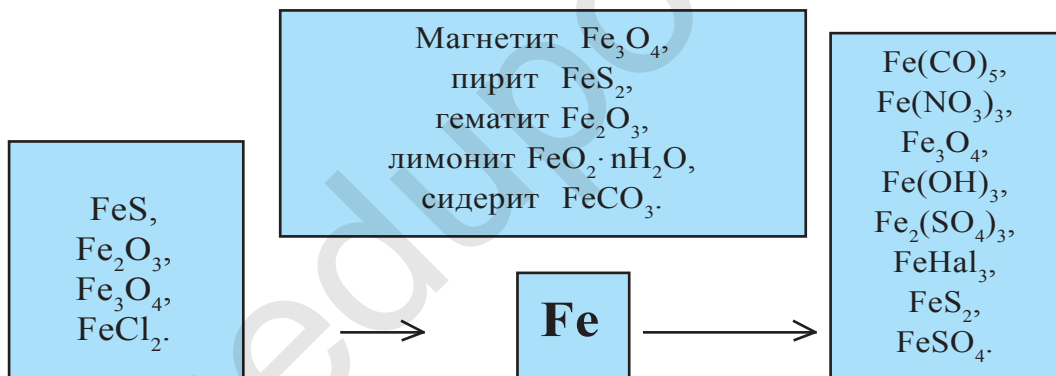 Магнетит Fe₃O₄,
пирит FeS₂,
гематит Fe₂O₃,
лимонит FeO₂· nH₂O,
сидерит FeCO₃.
FeS,
Fe₂O₃,
Fe₃O₄,
FeCl₂.
Fe
Fe(CO)₅,
Fe(NO₃)₃,
Fe₃O₄,
Fe(OH)₃,
Fe₂(SO₄)₃,
FeHal₃,
FeS₂,
FeSO₄.
edupo